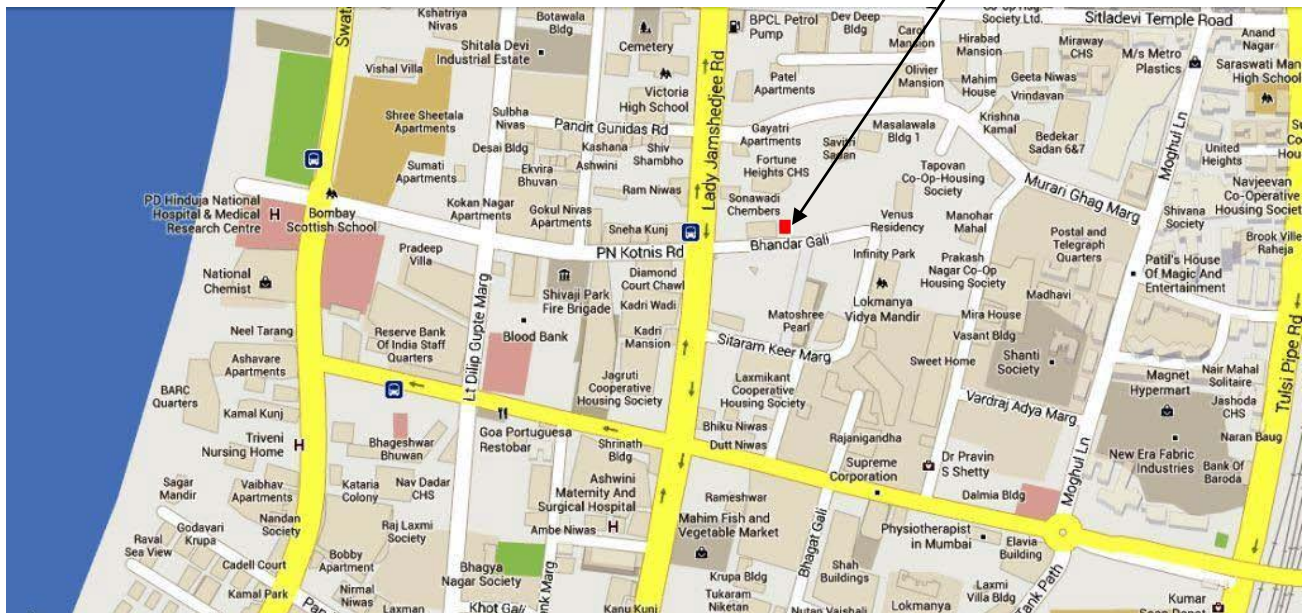 Kshatriya
Nivas
Botawala
Bldg
Cemetery
BPCL Petrol
Pump
Dev Deep
Bldg
Carol
Mansion
Society Ltd.
Sitladevi Temple Road
Swat
Shitala Devi
Industrial Estate
Vishal Villa
Hirabad
Mansion
Miraway
CHS
M/s Metro
Plastics
Anand
Nagar
Saraswati Man
High School
Olivier
Mansion
Mahim
House
Geeta Niwas
Vrindavan
Patel
Apartments
Victoria
High School
Lady Jamshedjee Rd
Shree Sheetala
Apartments
Sulbha
Nivas
Pandit Gunidas Rd
Gayatri
Apartments
Masalawala
Bldg 1
Krishna
Kamal
Bedekar
Sadan 6&7
Moghul Ln
Desai Bldg
Kashana
Ashwini
Shiv
Shambho
Savitri
Sadan
Fortune
Heights CHS
United
Heights
Sumati
Apartments
Ekvira
Bhuvan
Ram Niwas
Tapovan
Co-Op-Housing
Society
Murari Ghag Marg
Navjeevan
Co-Operative
Housing Societ
PD Hinduja National
Hospital & Medical
Research Centre
H
Bombay
Scottish School
Kokan Nagar
Apartments
Gokul Nivas
Apartments
Sneha Kunj
Sonawadi
Chembers
Bhandar Gali
Venus
Residency
Manohar
Mahal
Shivana
Society
Postal and
Telegraph
Quarters
Brook Ville
Raheja
Pradeep
Villa
PN Kotnis Rd
Infinity Park
Prakash
Nagar Co-Op
Housing Society
Patil's House
Of Magic And
Entertainment
National
Chemist
Shivaji Park
Fire Brigade
Diamond
Court Chawl
Kadri Wadi
Lokmanya
Vidya Mandir
Madhavi
Neel Tarang
Reserve Bank
Of India Staff
Quarters
Lt Dilip Gupte Marg
Blood Bank
Kadri
Mansion
Matoshree
Pearl
Sitaram Keer Marg
Mira House
Vasant Bldg
Sweet Home
Shanti
Society
Tulsi Pipe Rd
Ashavare
Apartments
BARC
Quarters
Jagruti
Cooperative
Housing Society
Laxmikant
Cooperative
Housing Society
Magnet
Hypermart
Nair Mahal
Solitaire
Jashoda
CHS
Vardraj Adya Marg
Kamal Kunj
Triveni
Nursing Home
H
Bhageshwar
Bhuwan
Goa Portuguesa
Restobar
Shrinath
Bldg
Bhiku Niwas
Dutt Niwas
Rajanigandha
Moghul Ln
Naran Baug
New Era Fabric
Industries
Bank Of
Baroda
Supreme
Corporation
Dr Pravin
S Shetty
Sagar
Mandir
Vaibhav
Apartments
Kataria
Colony
Nav Dadar
CHS
Ashwini
Maternity And
Surgical Hospital
H
Rameshwar
Dalmia Bldg
Nandan
Society
Godavari
Krupa
Raj Laxmi
Society
Ambe Niwas
Mahim Fish and
Vegetable Market
Bhagat Gali
Physiotherapist
in Mumbai
Elavia
Building
Raval
Sea View
Cadell Court
Bobby
Apartment
Bhagya
Nagar Society
Krupa Bldg
Shah
Buildings
Tukaram
Niketan
Laxmi
Villa Bldg
Kamal Park
Nirmal
Niwas
Laxman
Khot Gali
Kanu Kunj
Nutan Vaishali
Lokmanya
Kumar